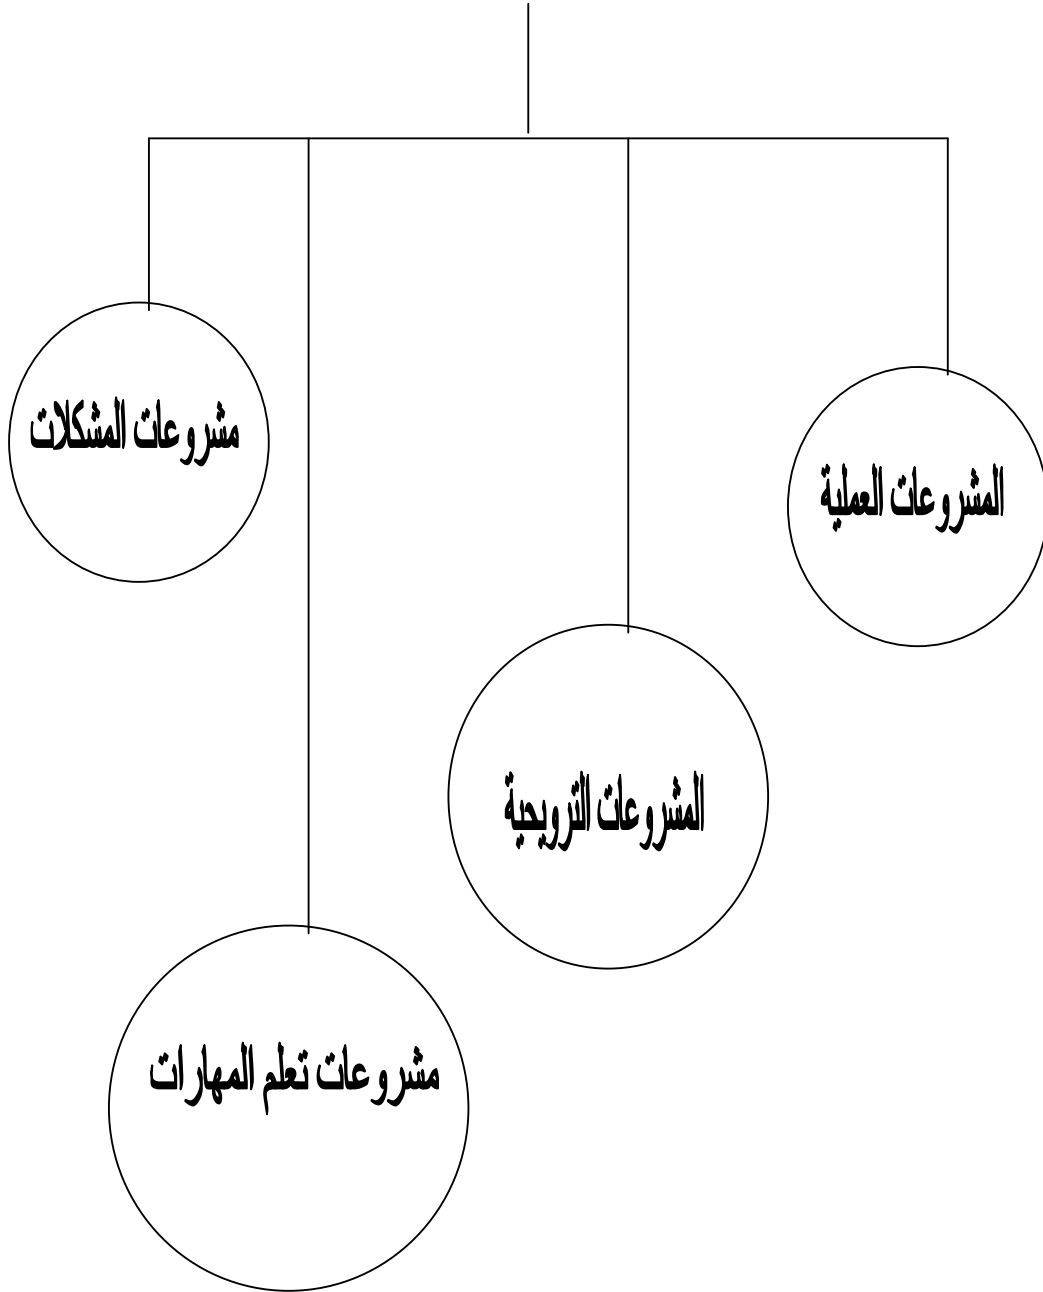 مشروعات المشكلات
المشروعات العملية
المشروعات الترويحية
مشروعات تعلم المهارات